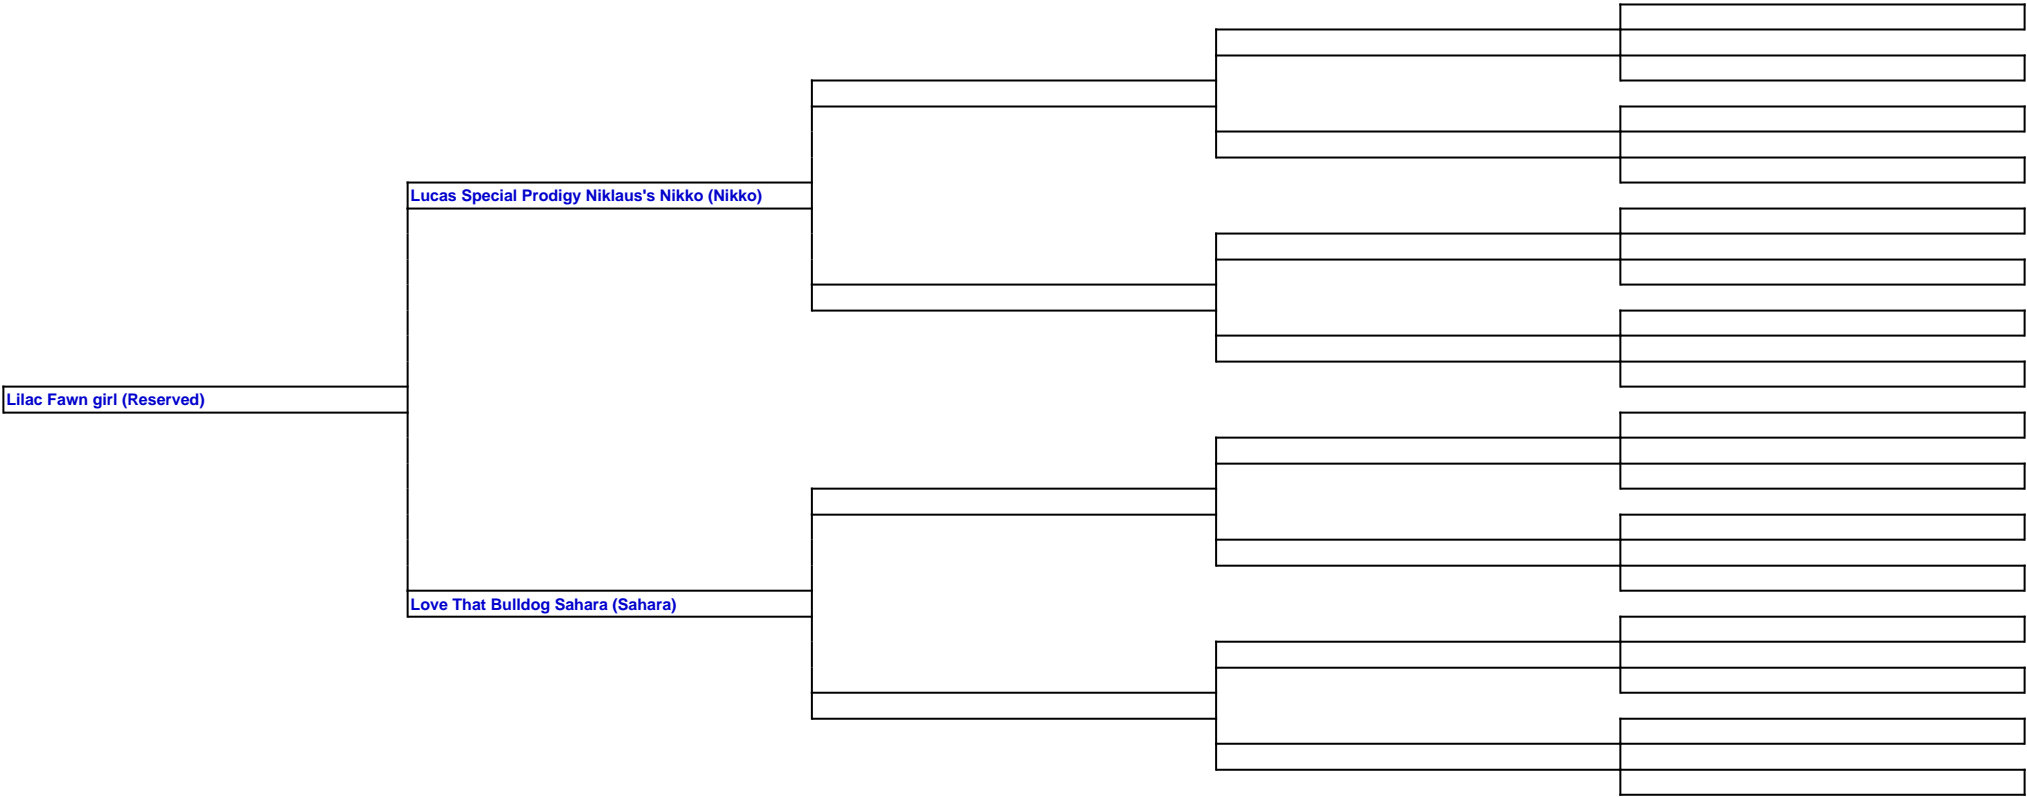 Lucas Special Prodigy Niklaus's Nikko (Nikko)
Lilac Fawn girl (Reserved)
Love That Bulldog Sahara (Sahara)